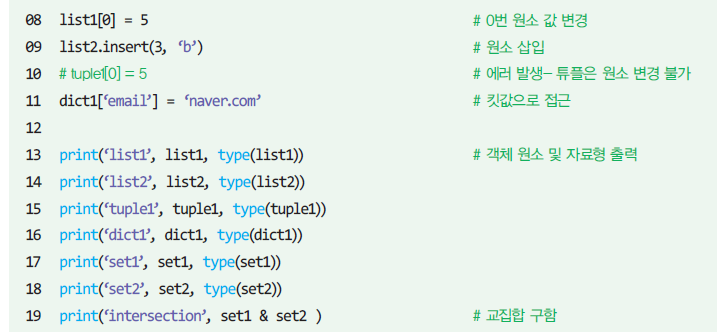 08 list1[0] = 5 # 0번 원소 값 변경
09 list2.insert(3, ‘b’) # 원소 삽입
10 # tuple1[0] = 5 # 에러 발생– 튜플은 원소 변경 불가
11 dict1[‘email’] = ‘naver.com’ # 킷값으로 접근
12
13 print(‘list1’, list1, type(list1)) # 객체 원소 및 자료형 출력
14 print(‘list2’, list2, type(list2))
15 print(‘tuple1’, tuple1, type(tuple1))
16 print(‘dict1’, dict1, type(dict1))
17 print(‘set1’, set1, type(set1))
18 print(‘set2’, set2, type(set2))
19 print(‘intersection’, set1 & set2 ) # 교집합 구함